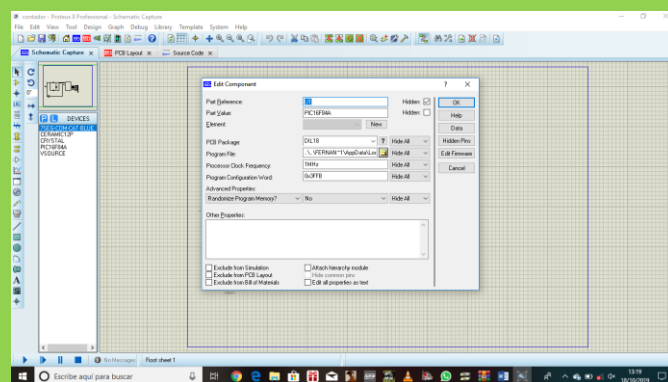 contador - Proteus 8 Professional - Schematic Capture
File Edit View Tool Design Graph Debug Library Template System Help
Schematic Capture x PCB Layout x Source Code x
P L DEVICES
CERAMIC12P
CRYSTAL
PIC16F84A
VSOURCE
Edit Component ? X
Part Reference: U1 Hidden:
Part Value: PIC16F84A Hidden:
Element: New
PCB Package: DIL18 ? Hide All
Program File: Hide All
Processor Clock Frequency: 1MHz Hide All
Program Configuration Word: 0x3FFB Hide All
Advanced Properties:
Randomize Program Memory? No Hide All
Other Properties:
Exclude from Simulation Attach hierarchy module
Exclude from PCB Layout Hide common pins
Exclude from Bill of Materials Edit all properties as text
OK
Help
Data
Hidden Pins
Edit Firmware
Cancel
No Messages Root sheet 1
Escribe aquí para buscar
13:19
16/10/2019